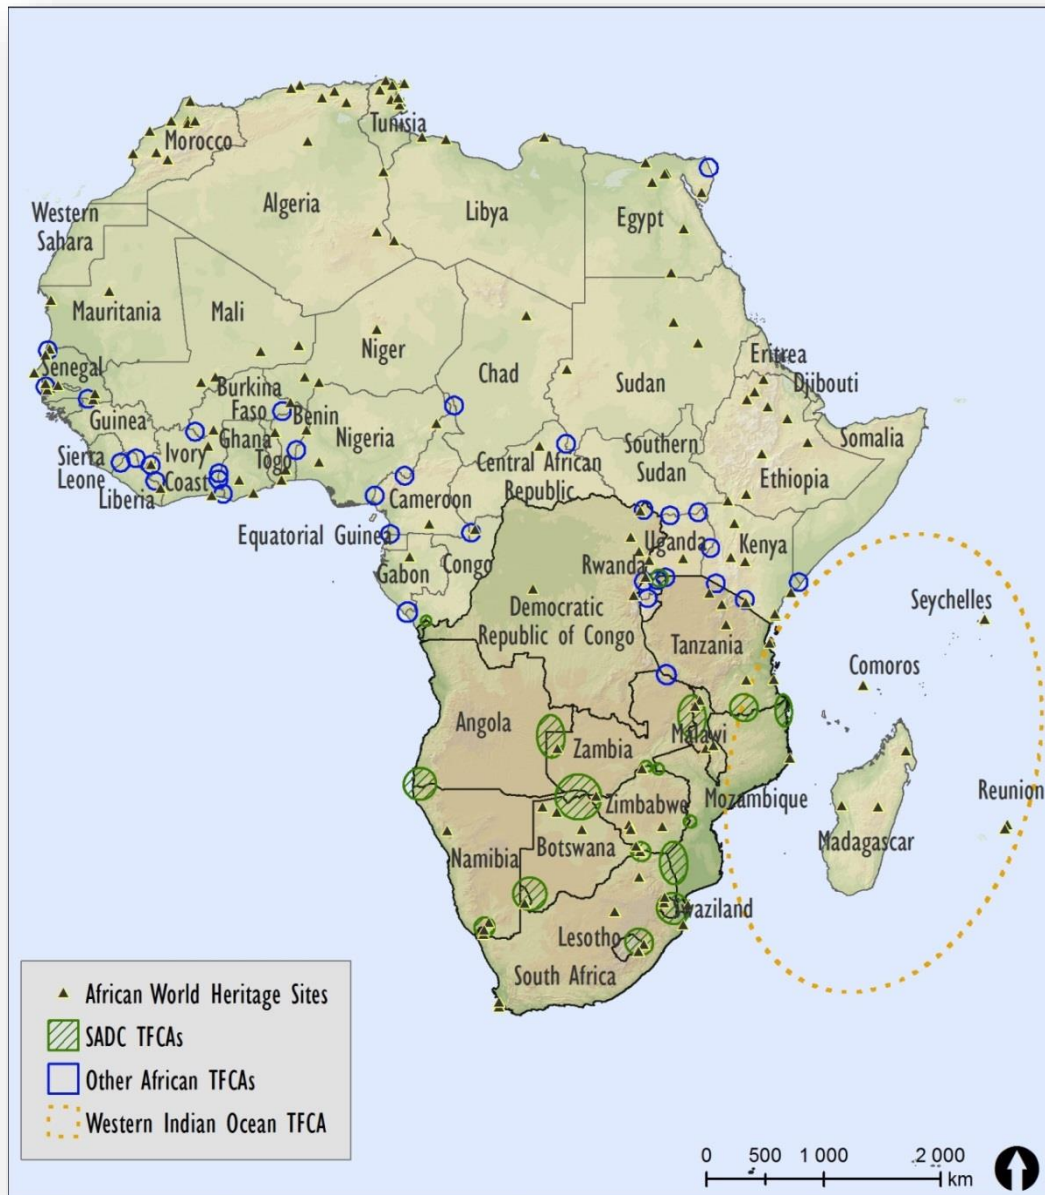 Morocco
Tunisia
Western
Sahara
Algeria
Libya
Egypt
Mauritania
Mali
Niger
Chad
Sudan
Eritrea
Djibouti
Senegal
Burkina
Faso
Benin
Guinea
Nigeria
Ghana
Togo
Ivory
Coast
Sierra
Leone
Liberia
Southern
Sudan
Somalia
Ethiopia
Central African
Republic
Cameroon
Equatorial Guinea
Gabon
Congo
Uganda
Kenya
Rwanda
Democratic
Republic of Congo
Tanzania
Seychelles
Comoros
Angola
Zambia
Malawi
Mozambique
Zimbabwe
Reunion
Madagascar
Namibia
Botswana
Swaziland
Lesotho
South Africa
African World Heritage Sites
SADC TFCAs
Other African TFCAs
Western Indian Ocean TFCA
0 500 1 000 2 000
km